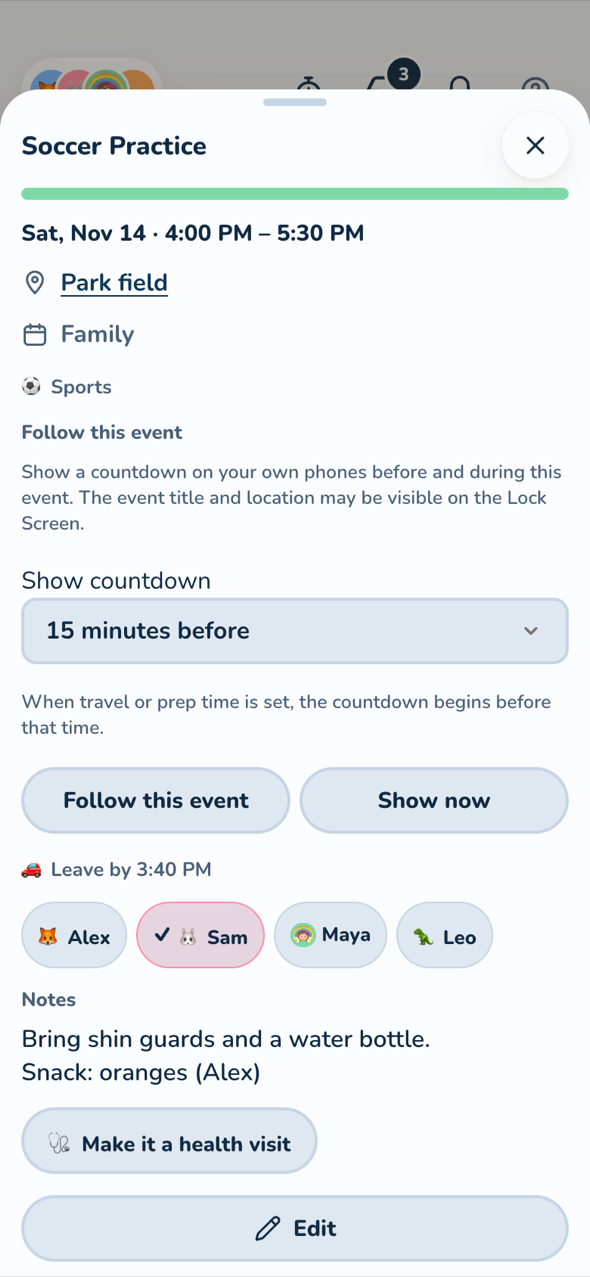 3
Soccer Practice
Sat, Nov 14 · 4:00 PM – 5:30 PM
Park field
Family
Sports
Follow this event
Show a countdown on your own phones before and during this
event. The event title and location may be visible on the Lock
Screen.
Show countdown
15 minutes before
When travel or prep time is set, the countdown begins before
that time.
Follow this event
Show now
Leave by 3:40 PM
Alex
Sam
Maya
Leo
Notes
Bring shin guards and a water bottle.
Snack: oranges (Alex)
Make it a health visit
Edit